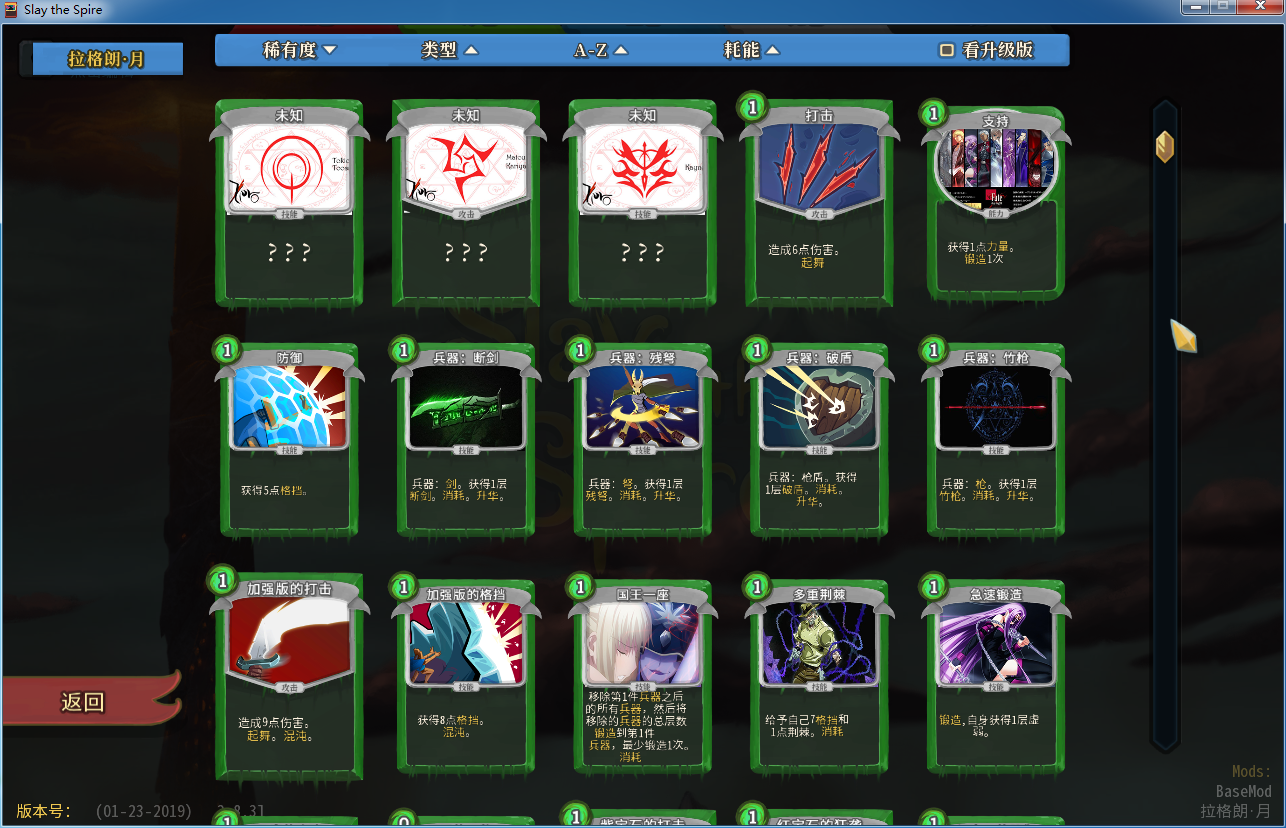 Slay the Spire
拉格朗·月
稀有度
类型
A-Z
耗能
看升级版
未知
未知
未知
1
打击
1
支持
技能
攻击
技能
攻击
能力
???
???
???
造成6点伤害。
起舞
获得1点力量。
锻造1次
1
防御
1
兵器：断剑
1
兵器：残弩
1
兵器：破盾
1
兵器：竹枪
技能
技能
技能
技能
技能
获得5点格挡。
兵器：剑。获得1层
断剑。消耗。升华。
兵器：弩。获得1层
残弩。消耗。升华。
兵器：枪盾。获得
1层破盾。消耗。
升华。
兵器：枪。获得1层
竹枪。消耗。升华。
1
加强版的打击
1
加强版的格挡
1
国王一座
1
多重荆棘
1
急速锻造
攻击
技能
技能
技能
技能
造成9点伤害。
起舞。混沌。
获得8点格挡。
混沌。
移除第1件兵器之后
的所有兵器，然后将
移除的兵器的总层数
锻造到第1件
兵器，最少锻造1次。
消耗
给予自己7格挡和
1点荆棘。消耗
锻造,自身获得1层虚
弱。
返回
1
0
1
1
1
Mods:
BaseMod
拉格朗·月
版本号：
(01-23-2019)